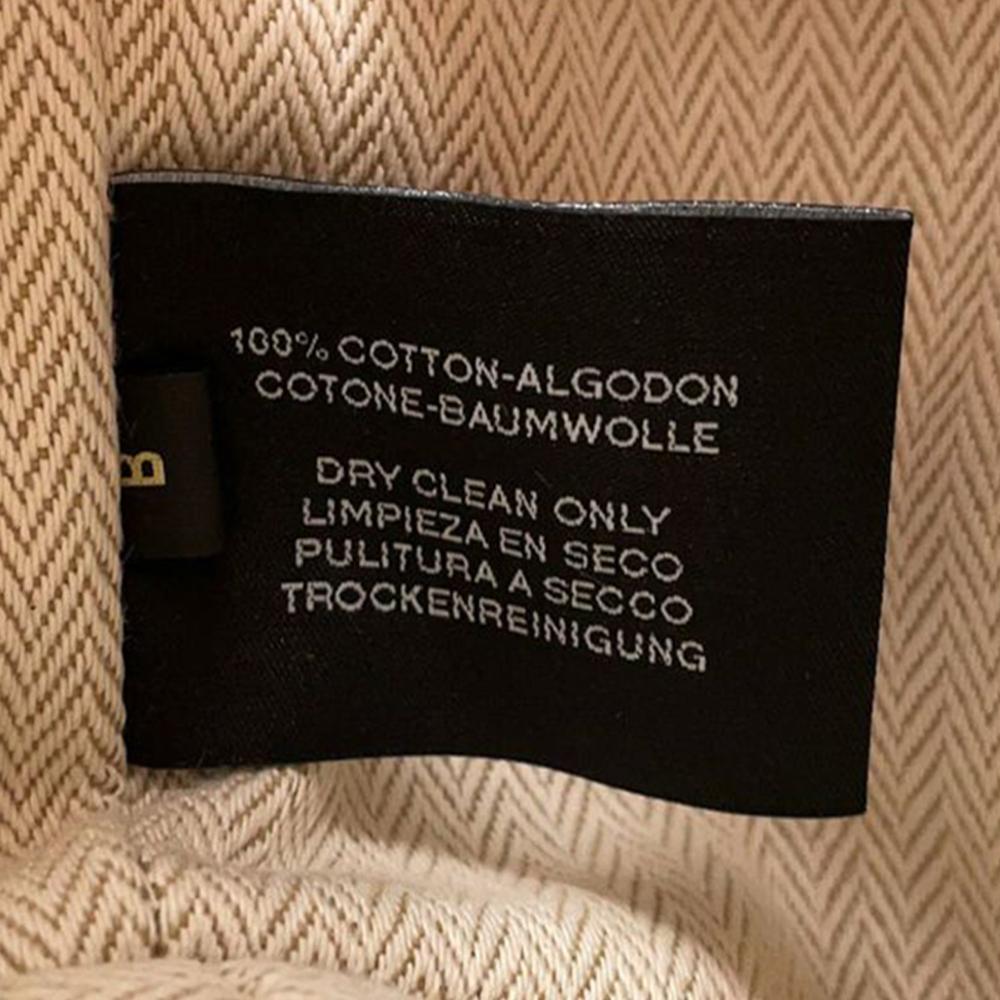 100% COTTON-ALGODON
COTONE-BAUMWOLLE
DRY CLEAN ONLY
LIMPIEZA EN SECO
PULITURA A SECCO
TROCKENREINIGUNG
B